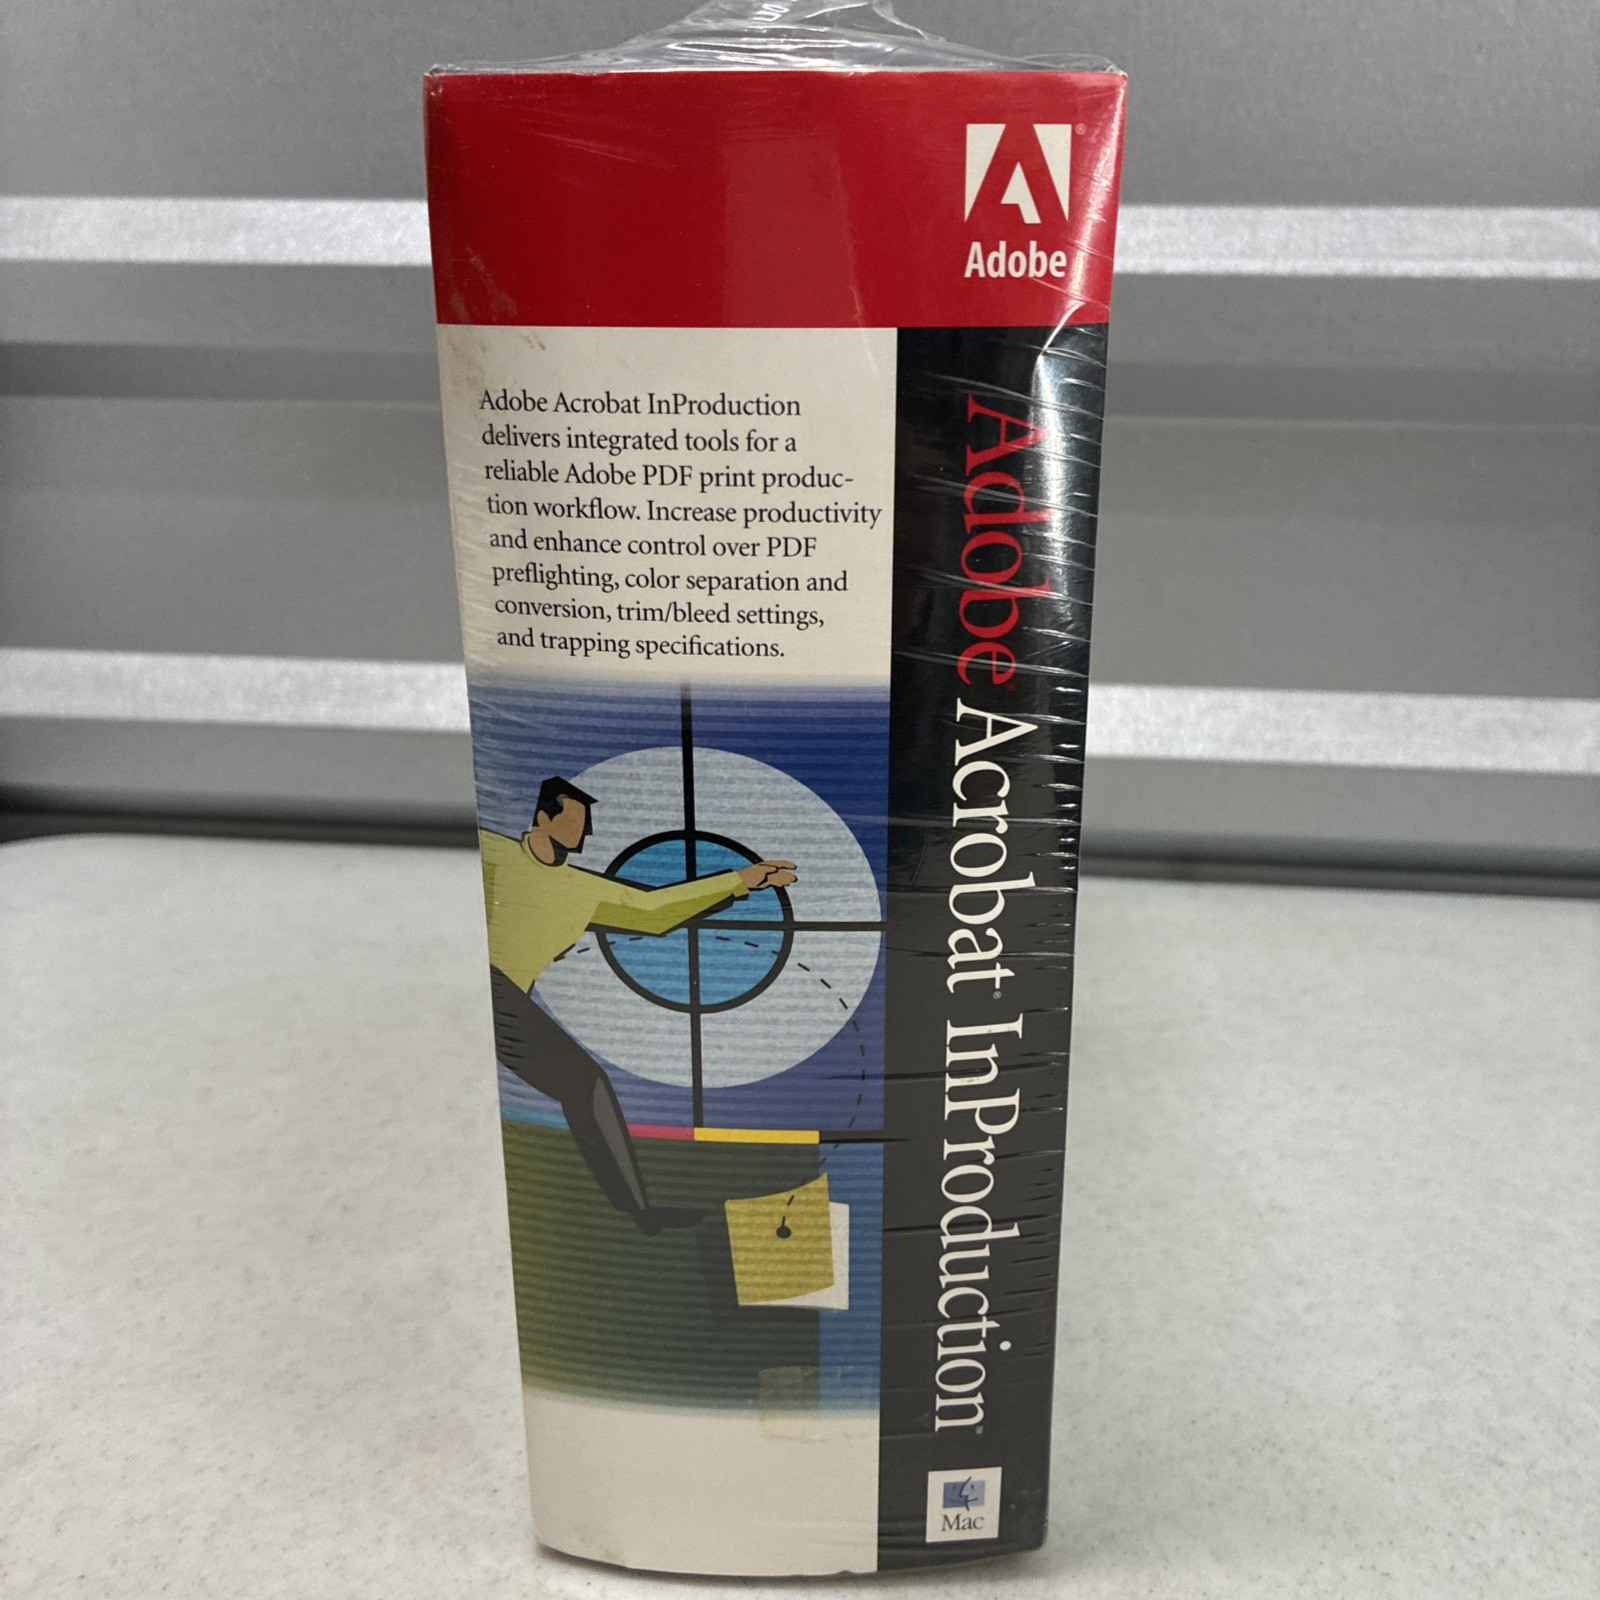 Adobe
Adobe Acrobat InProduction
delivers integrated tools for a
reliable Adobe PDF print produc-
tion workflow. Increase productivity
and enhance control over PDF
preflighting, color separation and
conversion, trim/bleed settings,
and trapping specifications.
Adobe Acrobat® InProduction
Mac